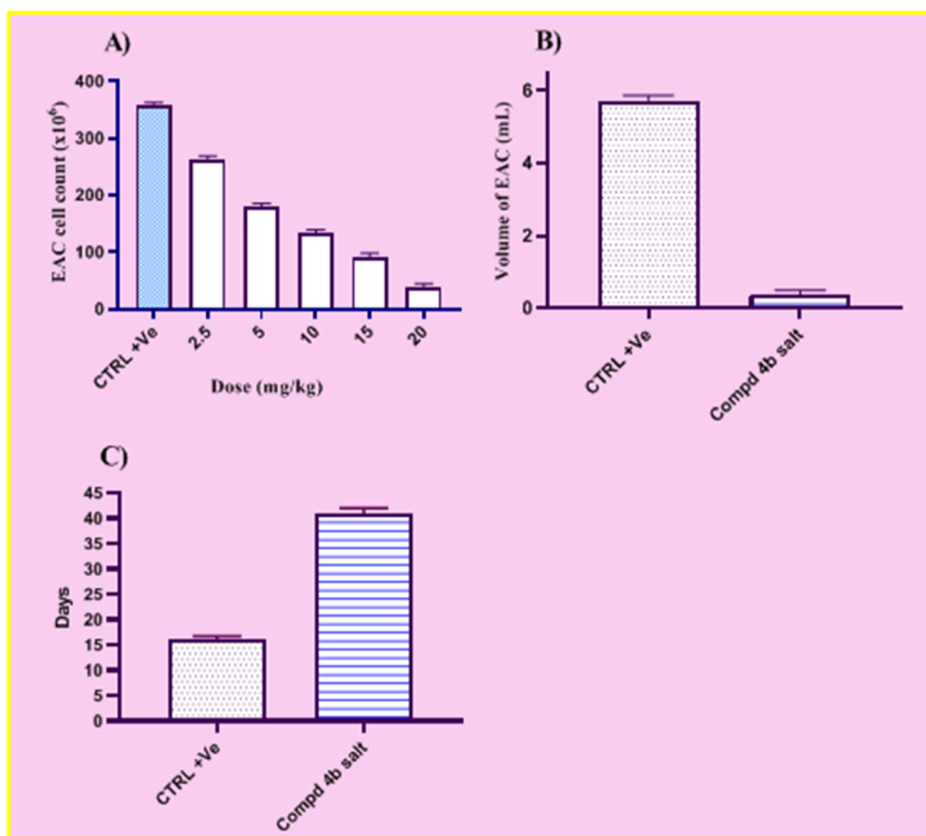 A)
EAC cell count (x10⁶)
400
300
200
100
0
CTRL +Ve
2.5
5
10
15
20
Dose (mg/kg)
B)
Volume of EAC (mL)
6
4
2
0
CTRL +Ve
Compd 4b salt
C)
Days
45
40
35
30
25
20
15
10
5
0
CTRL +Ve
Compd 4b salt